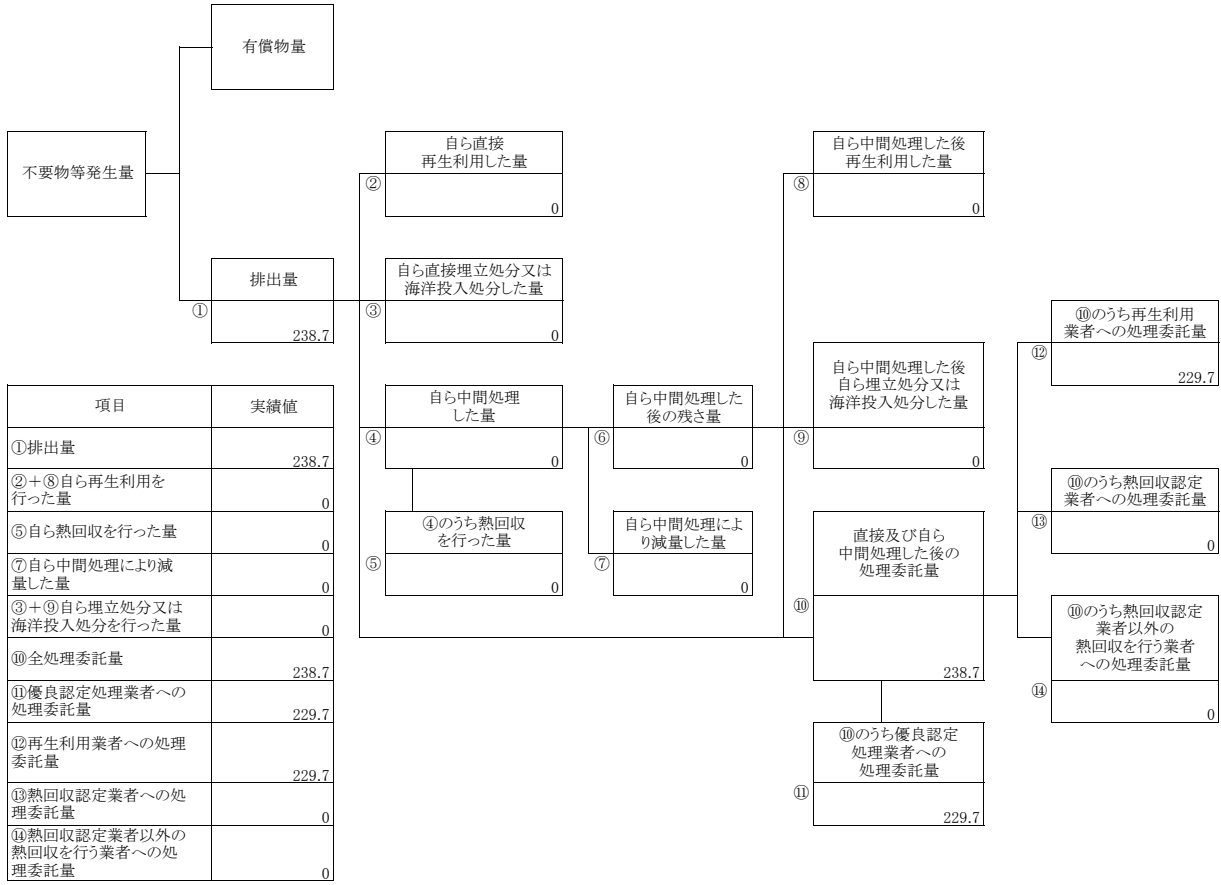 有償物量
不要物等発生量
自ら直接
再生利用した量
②
0
自ら中間処理した後
再生利用した量
⑧
0
排出量
①
238.7
自ら直接埋立処分又は
海洋投入処分した量
③
0
⑩のうち再生利用
業者への処理委託量
⑫
229.7
自ら中間処理
した量
④
0
自ら中間処理した
後の残さ量
⑥
0
自ら中間処理した後
自ら埋立処分又は
海洋投入処分した量
⑨
0
⑩のうち熱回収認定
業者への処理委託量
⑬
0
④のうち熱回収
を行った量
⑤
0
自ら中間処理によ
り減量した量
⑦
0
直接及び自ら
中間処理した後の
処理委託量
⑩
238.7
⑩のうち熱回収認定
業者以外の
熱回収を行う業者
への処理委託量
⑭
0
⑩のうち優良認定
処理業者への
処理委託量
⑪
229.7
項目
実績値
①排出量
238.7
②+⑧自ら再生利用を
行った量
0
⑤自ら熱回収を行った量
0
⑦自ら中間処理により減
量した量
0
③+⑨自ら埋立処分又は
海洋投入処分を行った量
0
⑩全処理委託量
238.7
⑪優良認定処理業者への
処理委託量
229.7
⑫再生利用業者への処理
委託量
229.7
⑬熱回収認定業者への処
理委託量
0
⑭熱回収認定業者以外の
熱回収を行う業者への処
理委託量
0